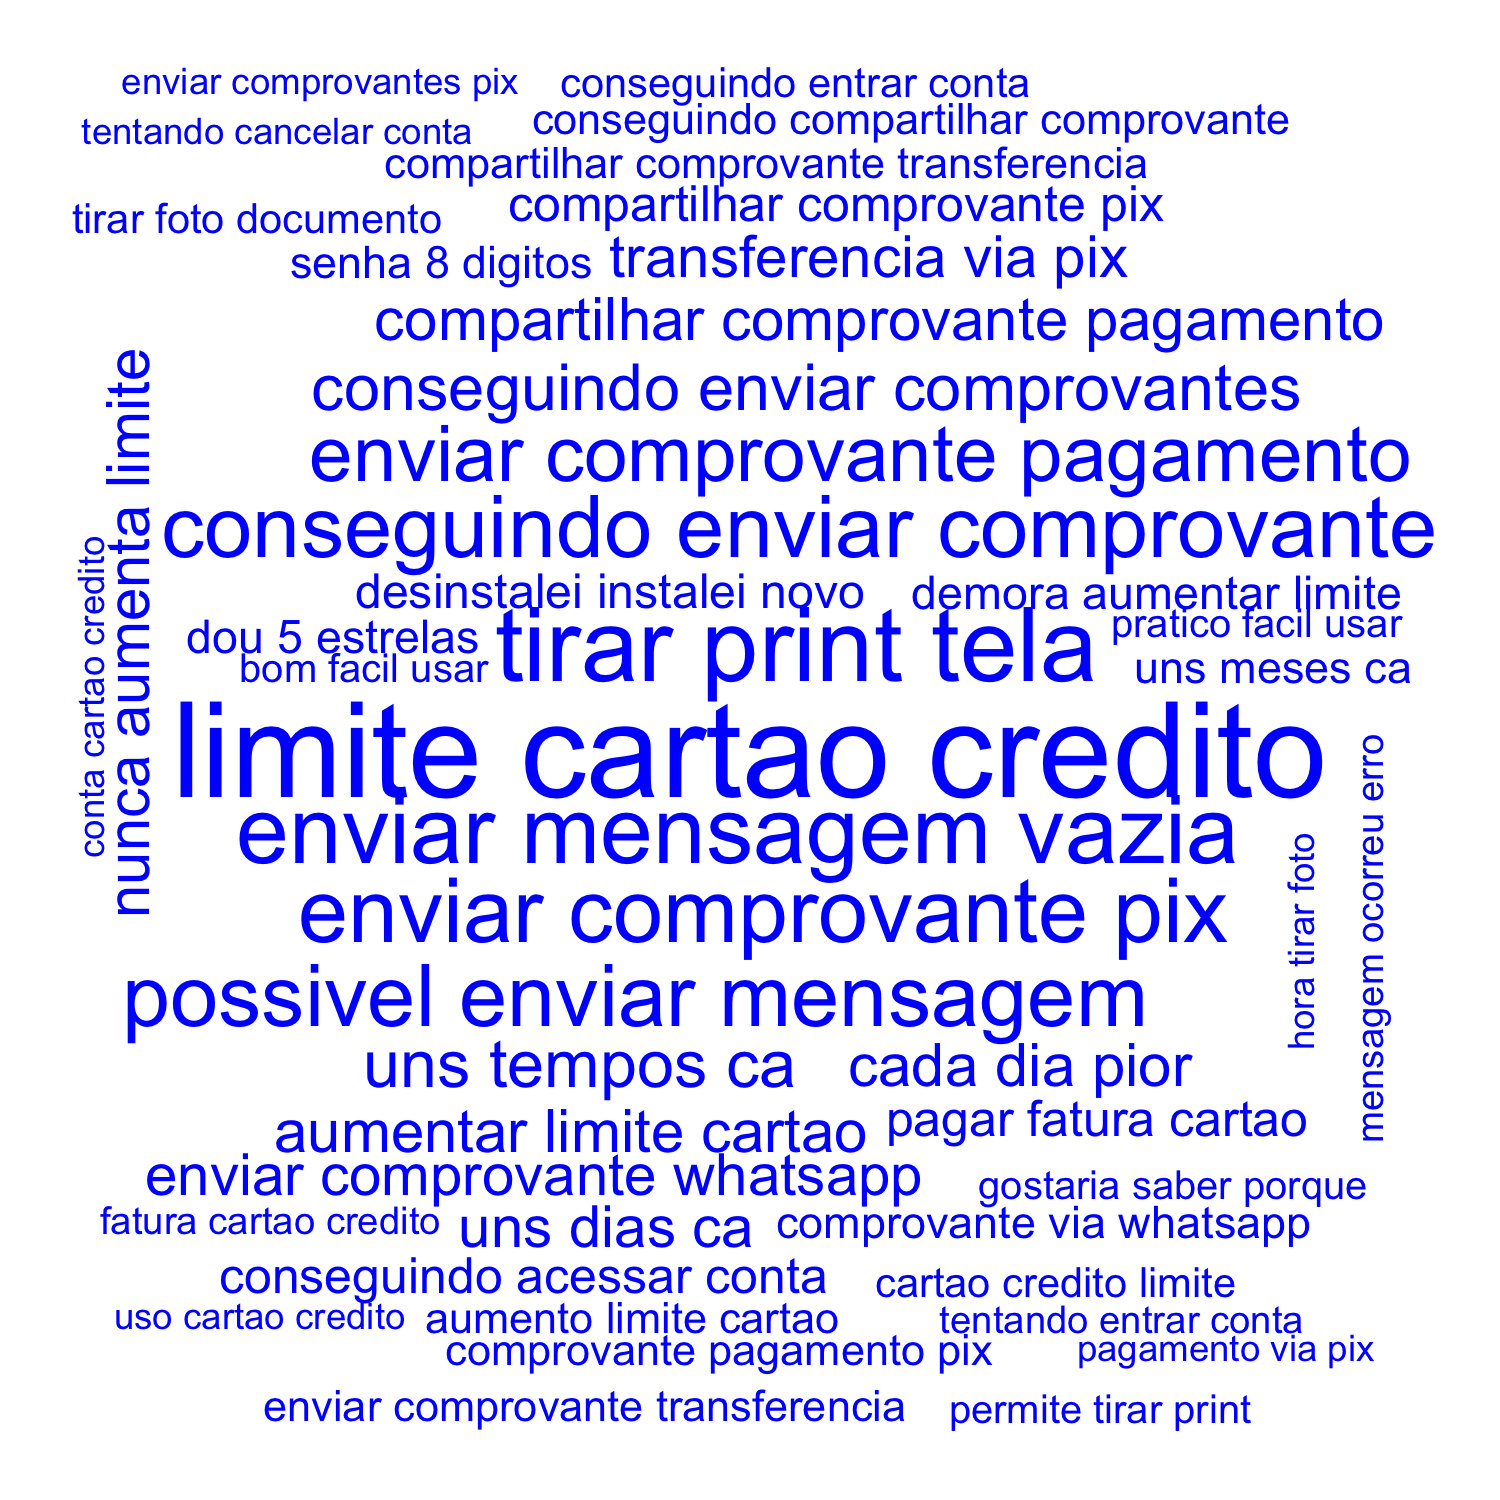 enviar comprovantes pix
conseguindo entrar conta
tentando cancelar conta
conseguindo compartilhar comprovante
compartilhar comprovante transferencia
tirar foto documento
compartilhar comprovante pix
senha 8 digitos
transferencia via pix
compartilhar comprovante pagamento
conseguindo enviar comprovantes
enviar comprovante pagamento
conseguindo enviar comprovante
nunca aumenta limite
conta cartao credito
desinstalei instalei novo
demora aumentar limite
dou 5 estrelas
tirar print tela
pratico facil usar
bom facil usar
uns meses ca
limite cartao credito
enviar mensagem vazia
enviar comprovante pix
hora tirar foto
mensagem ocorreu erro
possivel enviar mensagem
uns tempos ca
cada dia pior
aumentar limite cartao
pagar fatura cartao
enviar comprovante whatsapp
gostaria saber porque
fatura cartao credito
uns dias ca
comprovante via whatsapp
conseguindo acessar conta
cartao credito limite
uso cartao credito
aumento limite cartao
tentando entrar conta
comprovante pagamento pix
pagamento via pix
enviar comprovante transferencia
permite tirar print